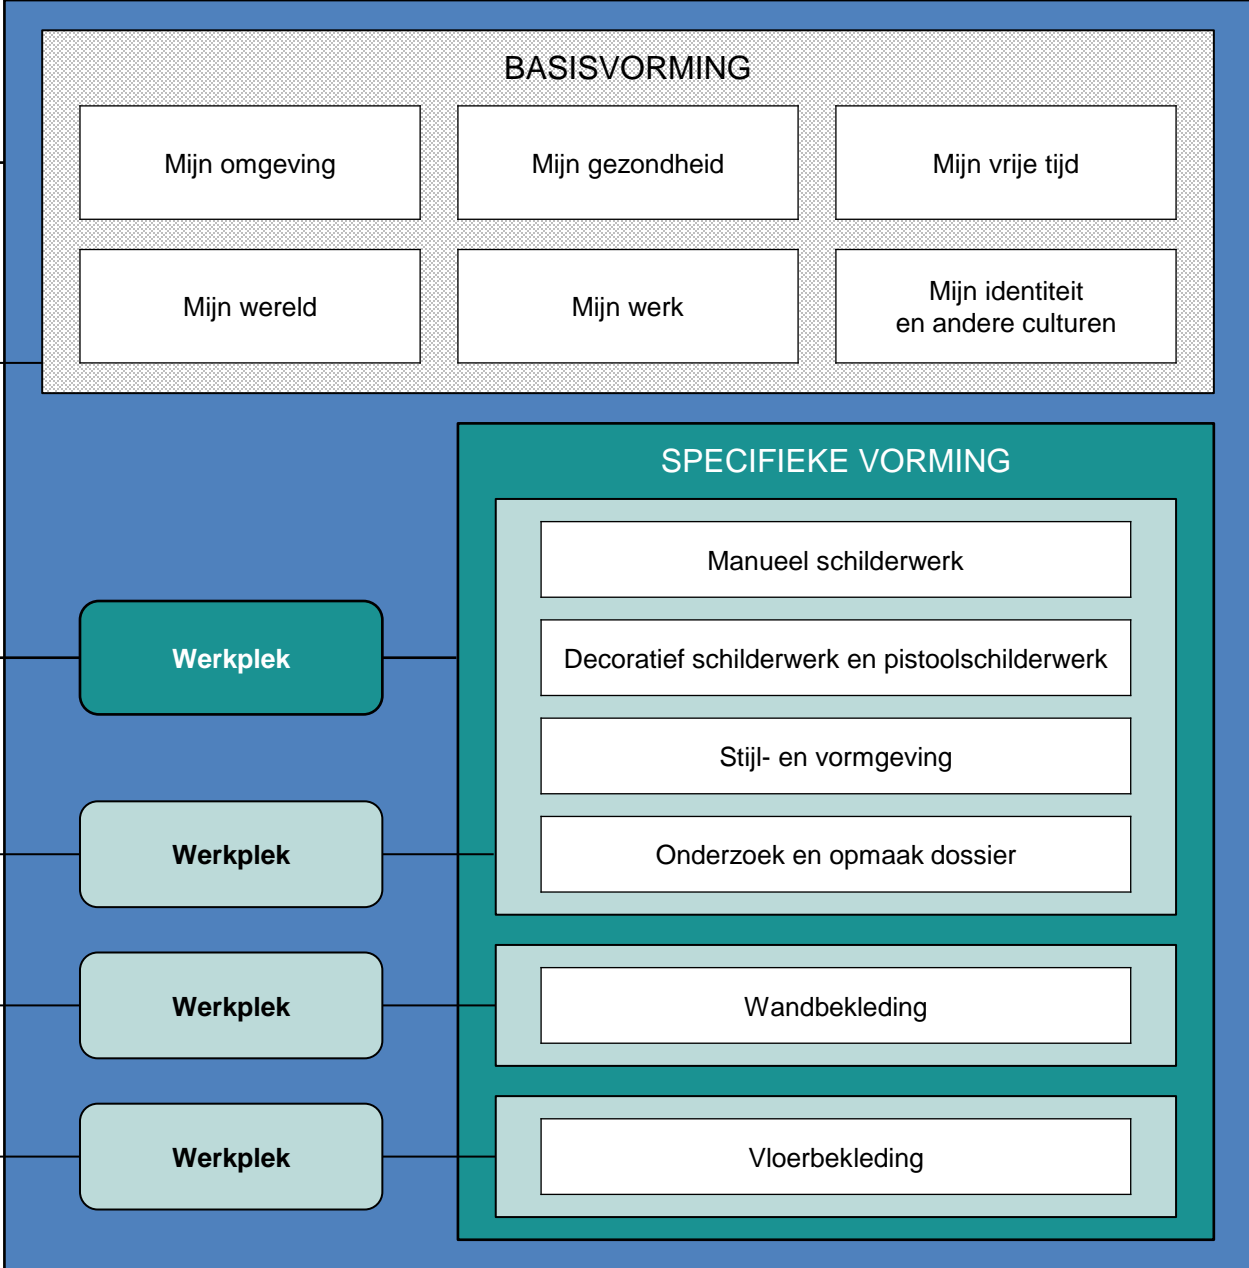 BASISVORMING
Mijn omgeving
Mijn gezondheid
Mijn vrije tijd
Mijn wereld
Mijn werk
Mijn identiteit
en andere culturen
SPECIFIEKE VORMING
Manueel schilderwerk
Werkplek
Decoratief schilderwerk en pistoolschilderwerk
Stijl- en vormgeving
Werkplek
Onderzoek en opmaak dossier
Werkplek
Wandbekleding
Werkplek
Vloerbekleding